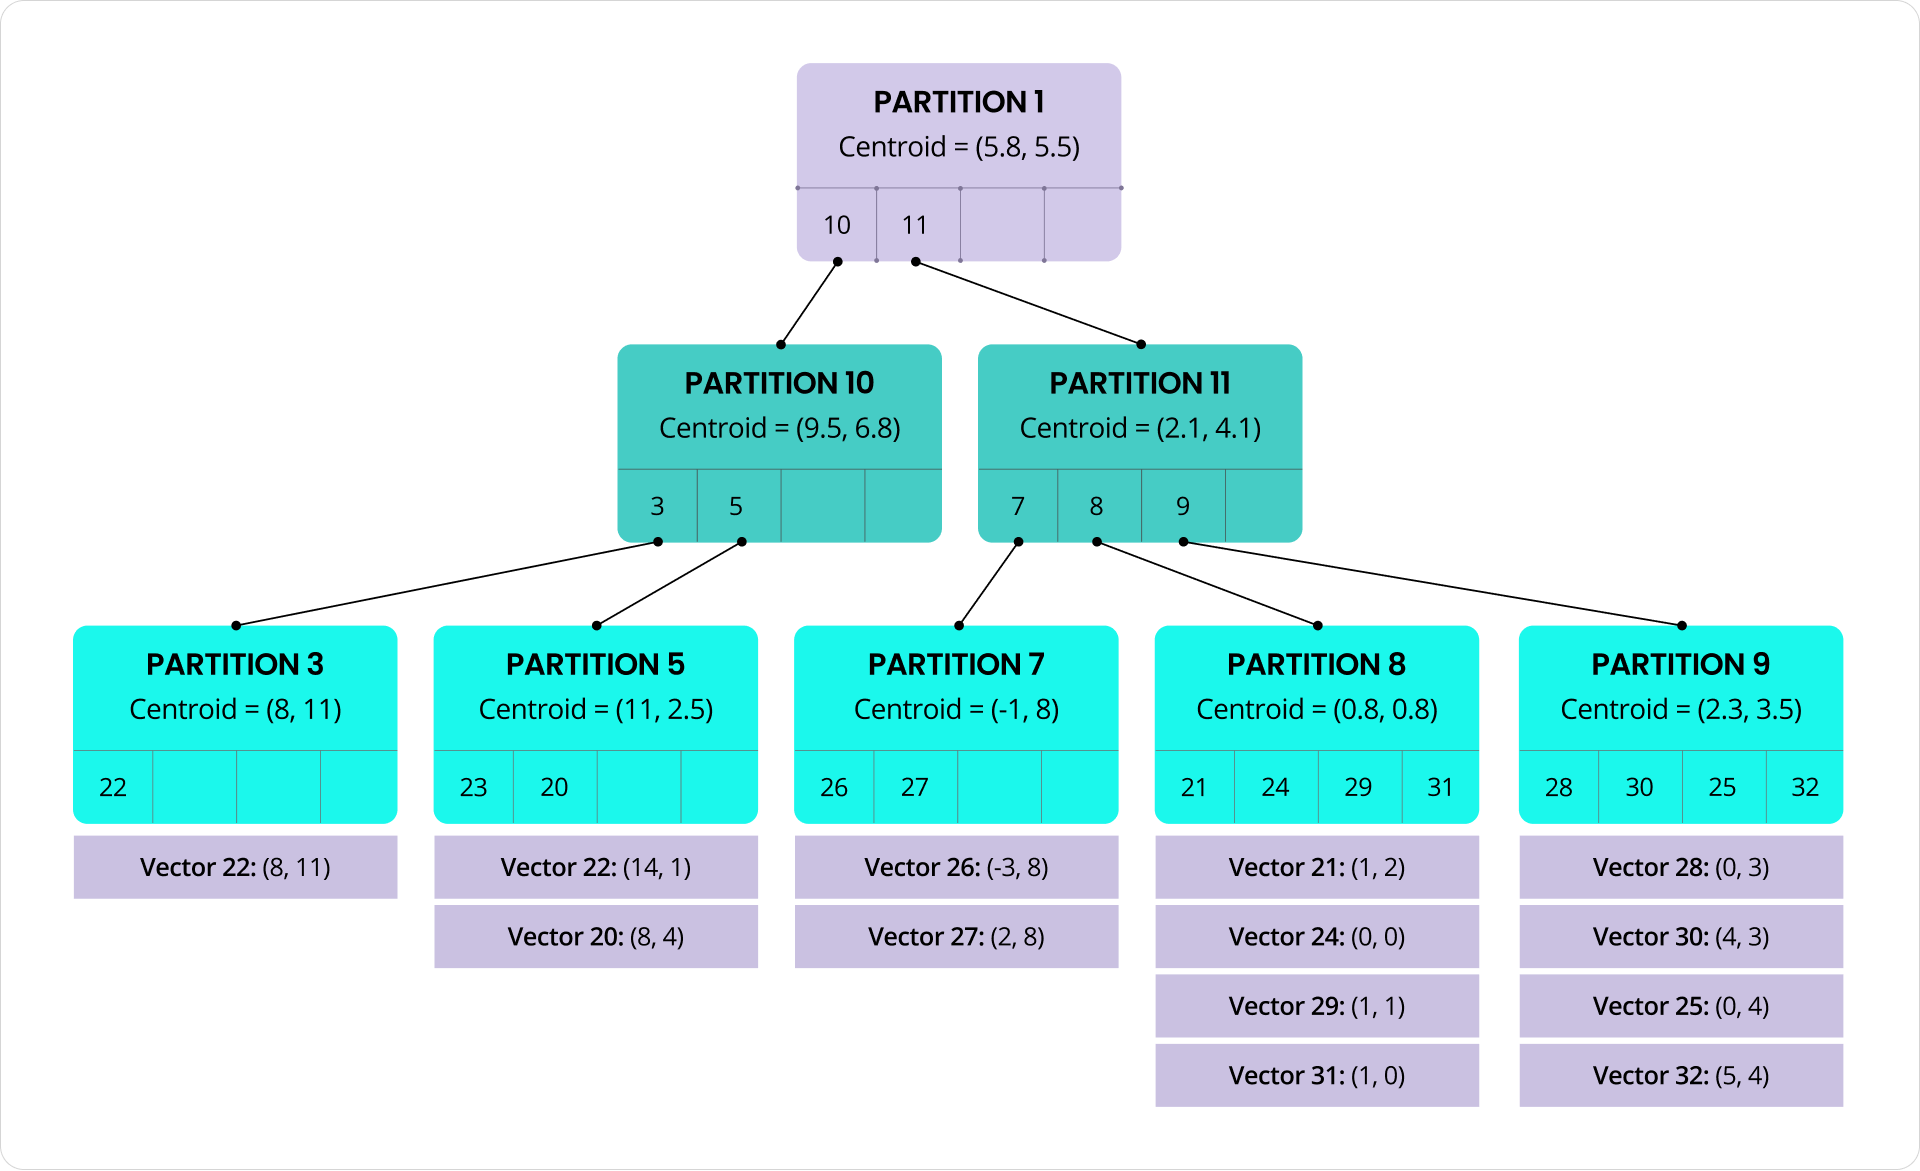 PARTITION 1
Centroid = (5.8, 5.5)
10 11
PARTITION 10
Centroid = (9.5, 6.8)
3 5
PARTITION 11
Centroid = (2.1, 4.1)
7 8 9
PARTITION 3
Centroid = (8, 11)
22
Vector 22: (8, 11)
PARTITION 5
Centroid = (11, 2.5)
23 20
Vector 22: (14, 1)
Vector 20: (8, 4)
PARTITION 7
Centroid = (-1, 8)
26 27
Vector 26: (-3, 8)
Vector 27: (2, 8)
PARTITION 8
Centroid = (0.8, 0.8)
21 24 29 31
Vector 21: (1, 2)
Vector 24: (0, 0)
Vector 29: (1, 1)
Vector 31: (1, 0)
PARTITION 9
Centroid = (2.3, 3.5)
28 30 25 32
Vector 28: (0, 3)
Vector 30: (4, 3)
Vector 25: (0, 4)
Vector 32: (5, 4)